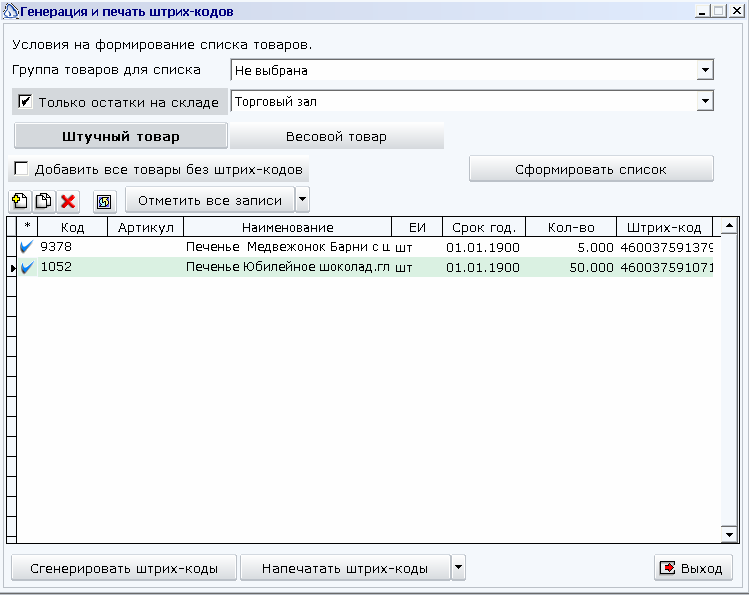 Генерация и печать штрих-кодов
Условия на формирование списка товаров.
Группа товаров для списка Не выбрана
Только остатки на складе Торговый зал
Штучный товар Весовой товар
Добавить все товары без штрих-кодов Сформировать список
Отметить все записи
* Код Артикул Наименование ЕИ Срок год. Кол-во Штрих-код
9378 Печенье Медвежонок Барни с ш шт 01.01.1900 5.000 460037591379
1052 Печенье Юбилейное шоколад.гл шт 01.01.1900 50.000 460037591071
Сгенерировать штрих-коды Напечатать штрих-коды Выход